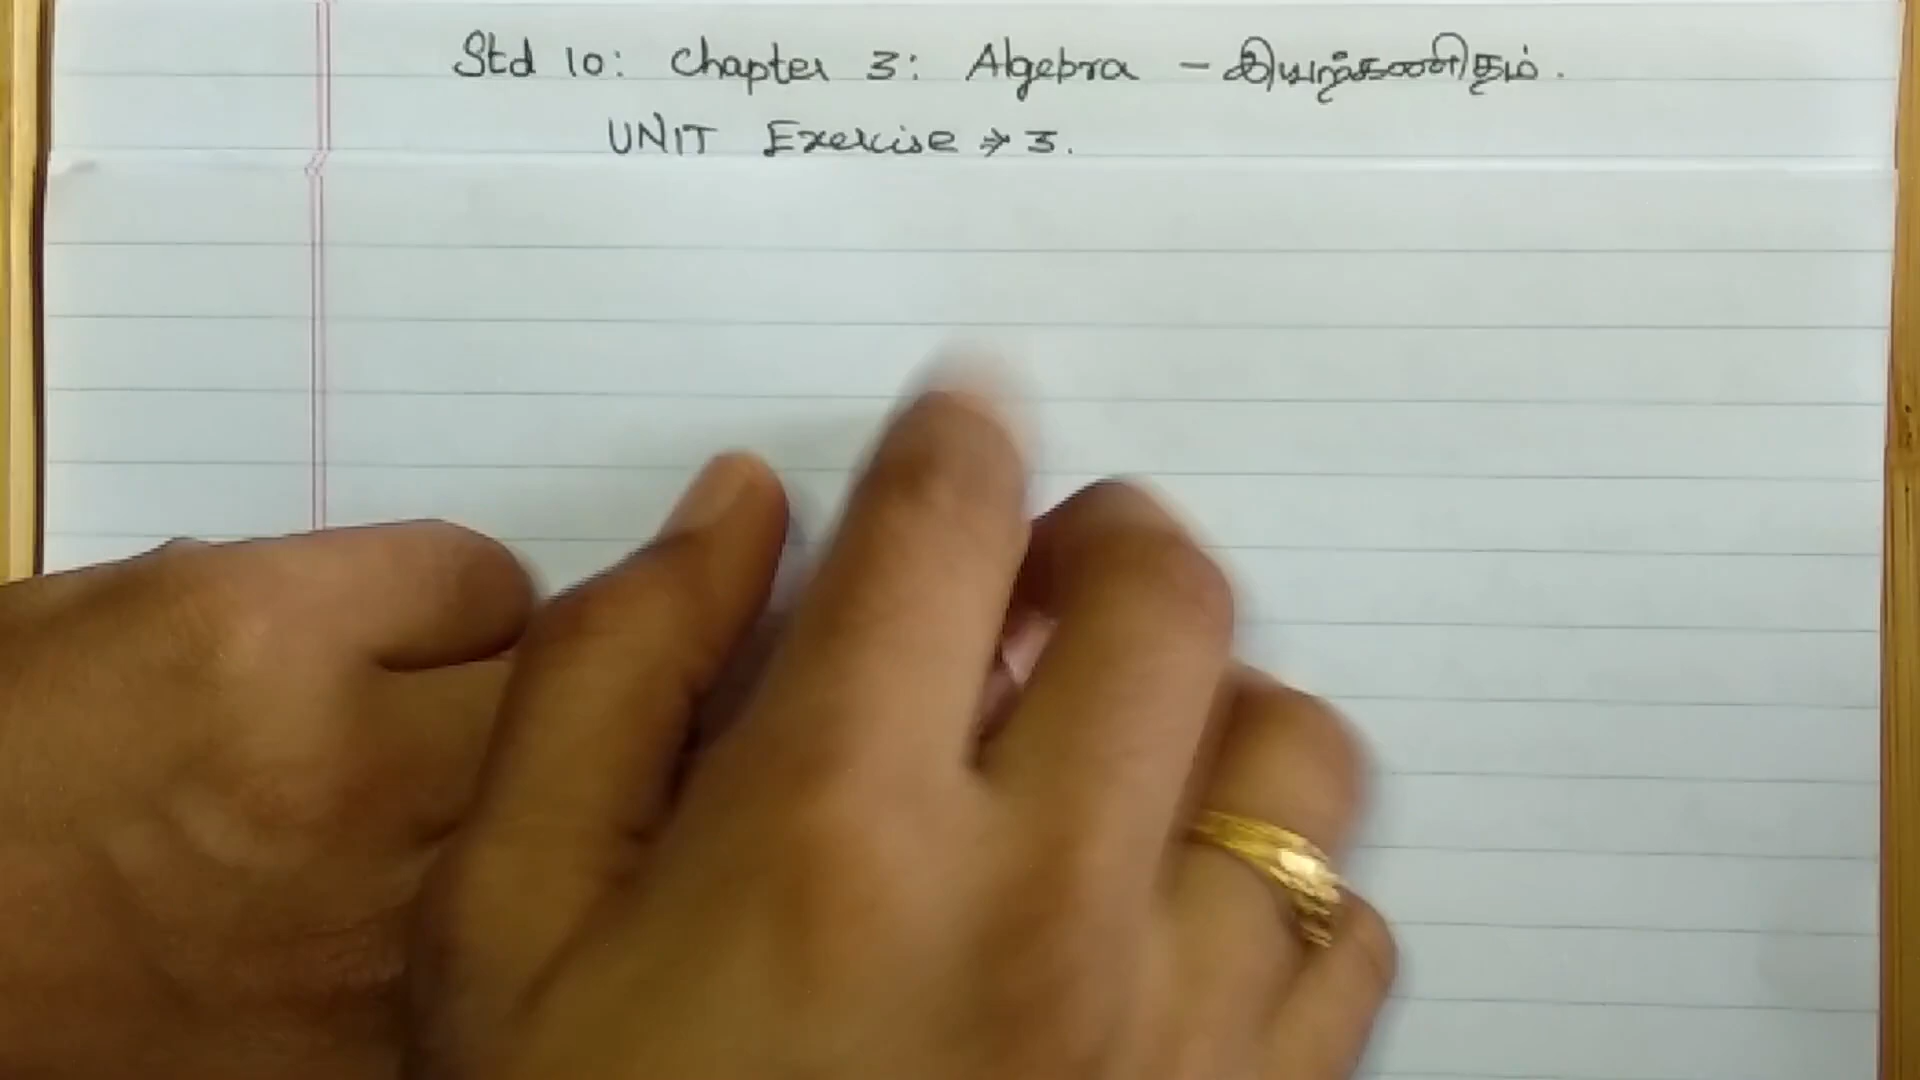 Std 10: Chapter 3: Algebra - இயற்கணிதம்.
UNIT Exercise → 3.